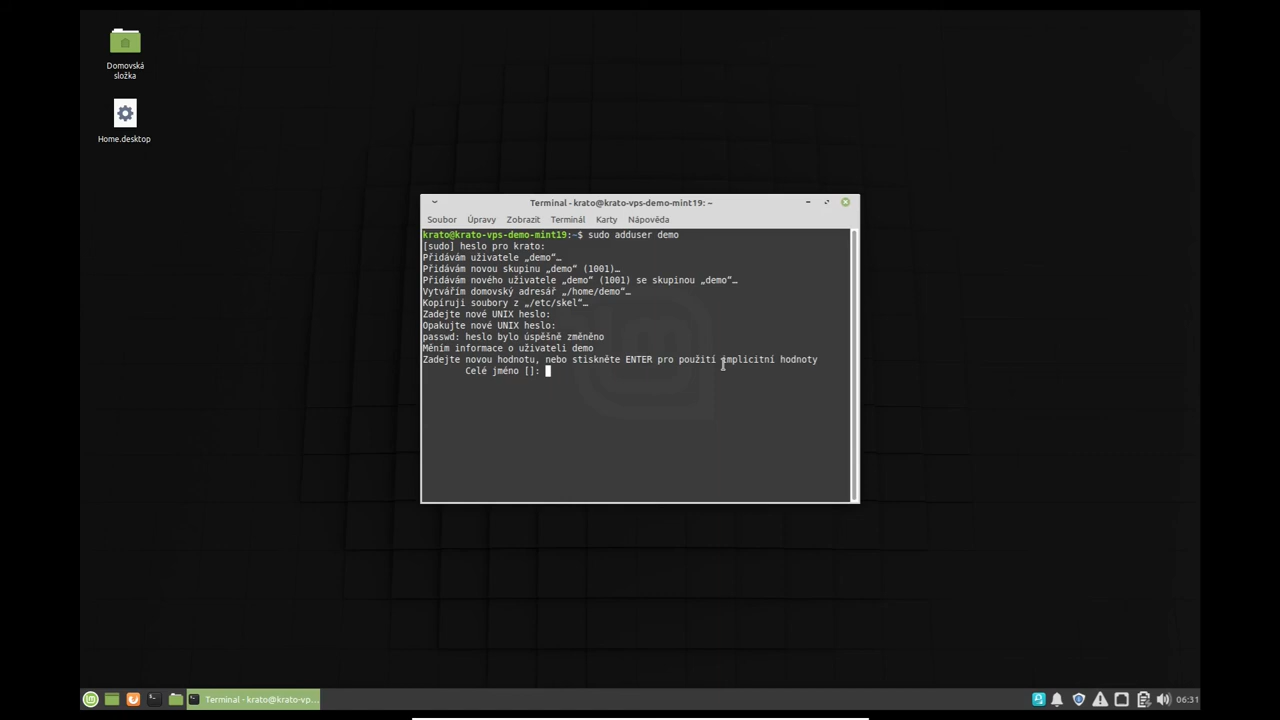 Domovská
složka
Home.desktop
Terminal - krato@krato-vps-demo-mint19: ~
Soubor Úpravy Zobrazit Terminál Karty Nápověda
krato@krato-vps-demo-mint19:~$ sudo adduser demo
[sudo] heslo pro krato:
Přidávám uživatele „demo“…
Přidávám novou skupinu „demo“ (1001)…
Přidávám nového uživatele „demo“ (1001) se skupinou „demo“…
Vytvářím domovský adresář „/home/demo“…
Kopíruji soubory z „/etc/skel“…
Zadejte nové UNIX heslo:
Opakujte nové UNIX heslo:
passwd: heslo bylo úspěšně změněno
Měním informace o uživateli demo
Zadejte novou hodnotu, nebo stiskněte ENTER pro použití implicitní hodnoty
Celé jméno []:
Terminal - krato@krato-vp...
06:31